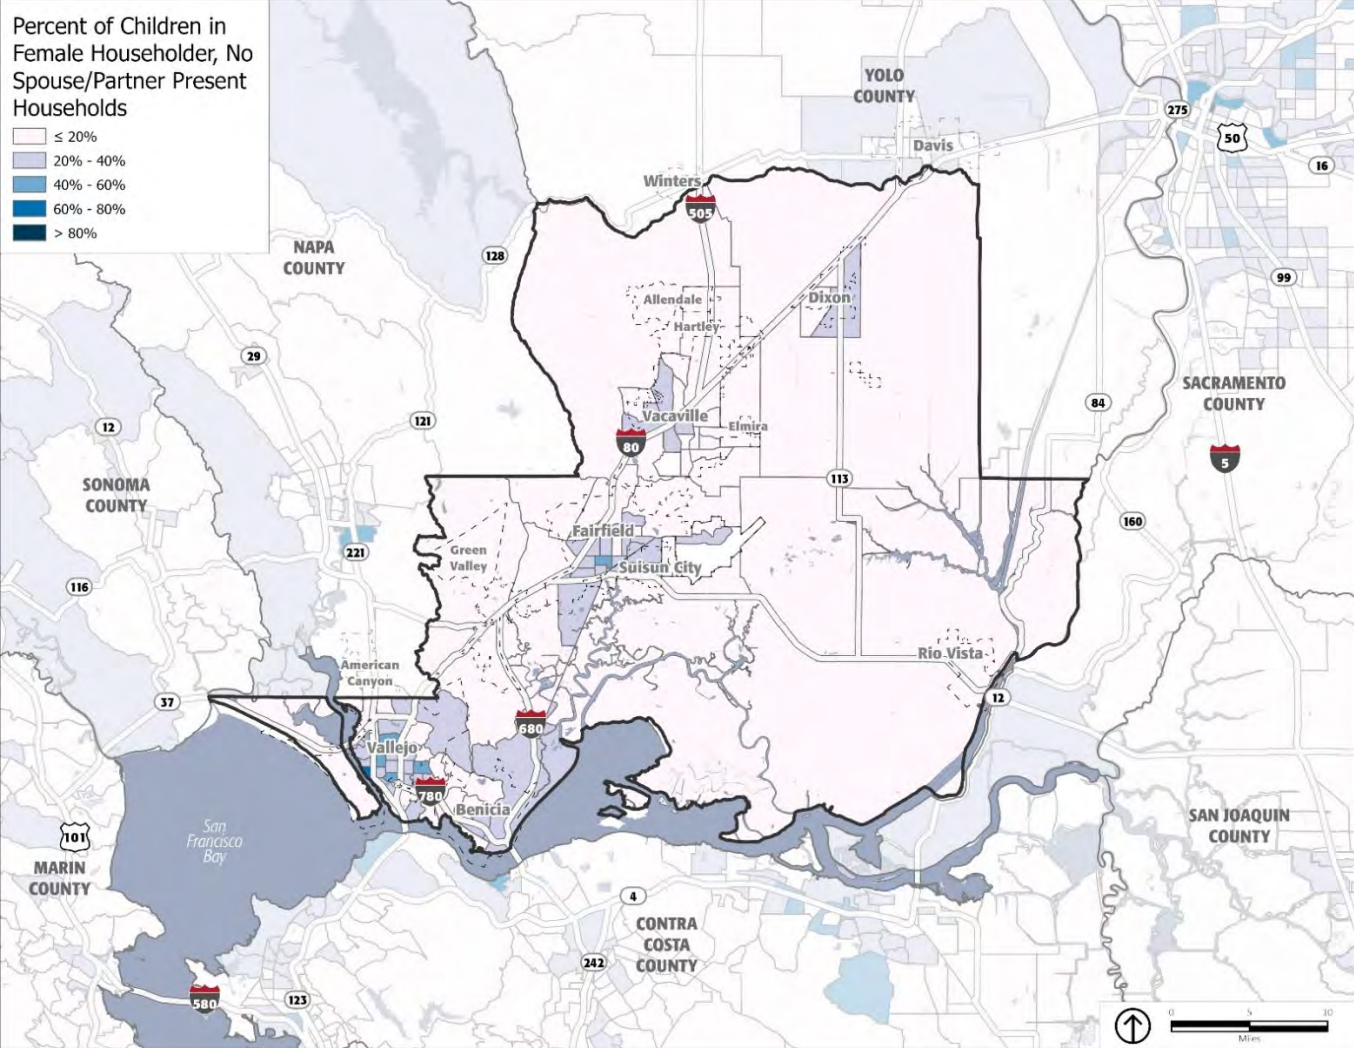 Percent of Children in
Female Householder, No
Spouse/Partner Present
Households
≤ 20%
20% - 40%
40% - 60%
60% - 80%
> 80%
YOLO
COUNTY
275
50
16
Davis
Winters
505
NAPA
COUNTY
128
99
Allendale
Dixon
Hartley
29
SACRAMENTO
COUNTY
84
12
121
Vacaville
Elmira
80
5
SONOMA
COUNTY
113
160
Fairfield
221
Green
Valley
Suisun City
116
American
Canyon
Rio Vista
37
12
680
Vallejo
780
Benicia
San
Francisco
Bay
101
MARIN
COUNTY
SAN JOAQUIN
COUNTY
4
CONTRA
COSTA
COUNTY
242
580
123
0 5 10
Miles